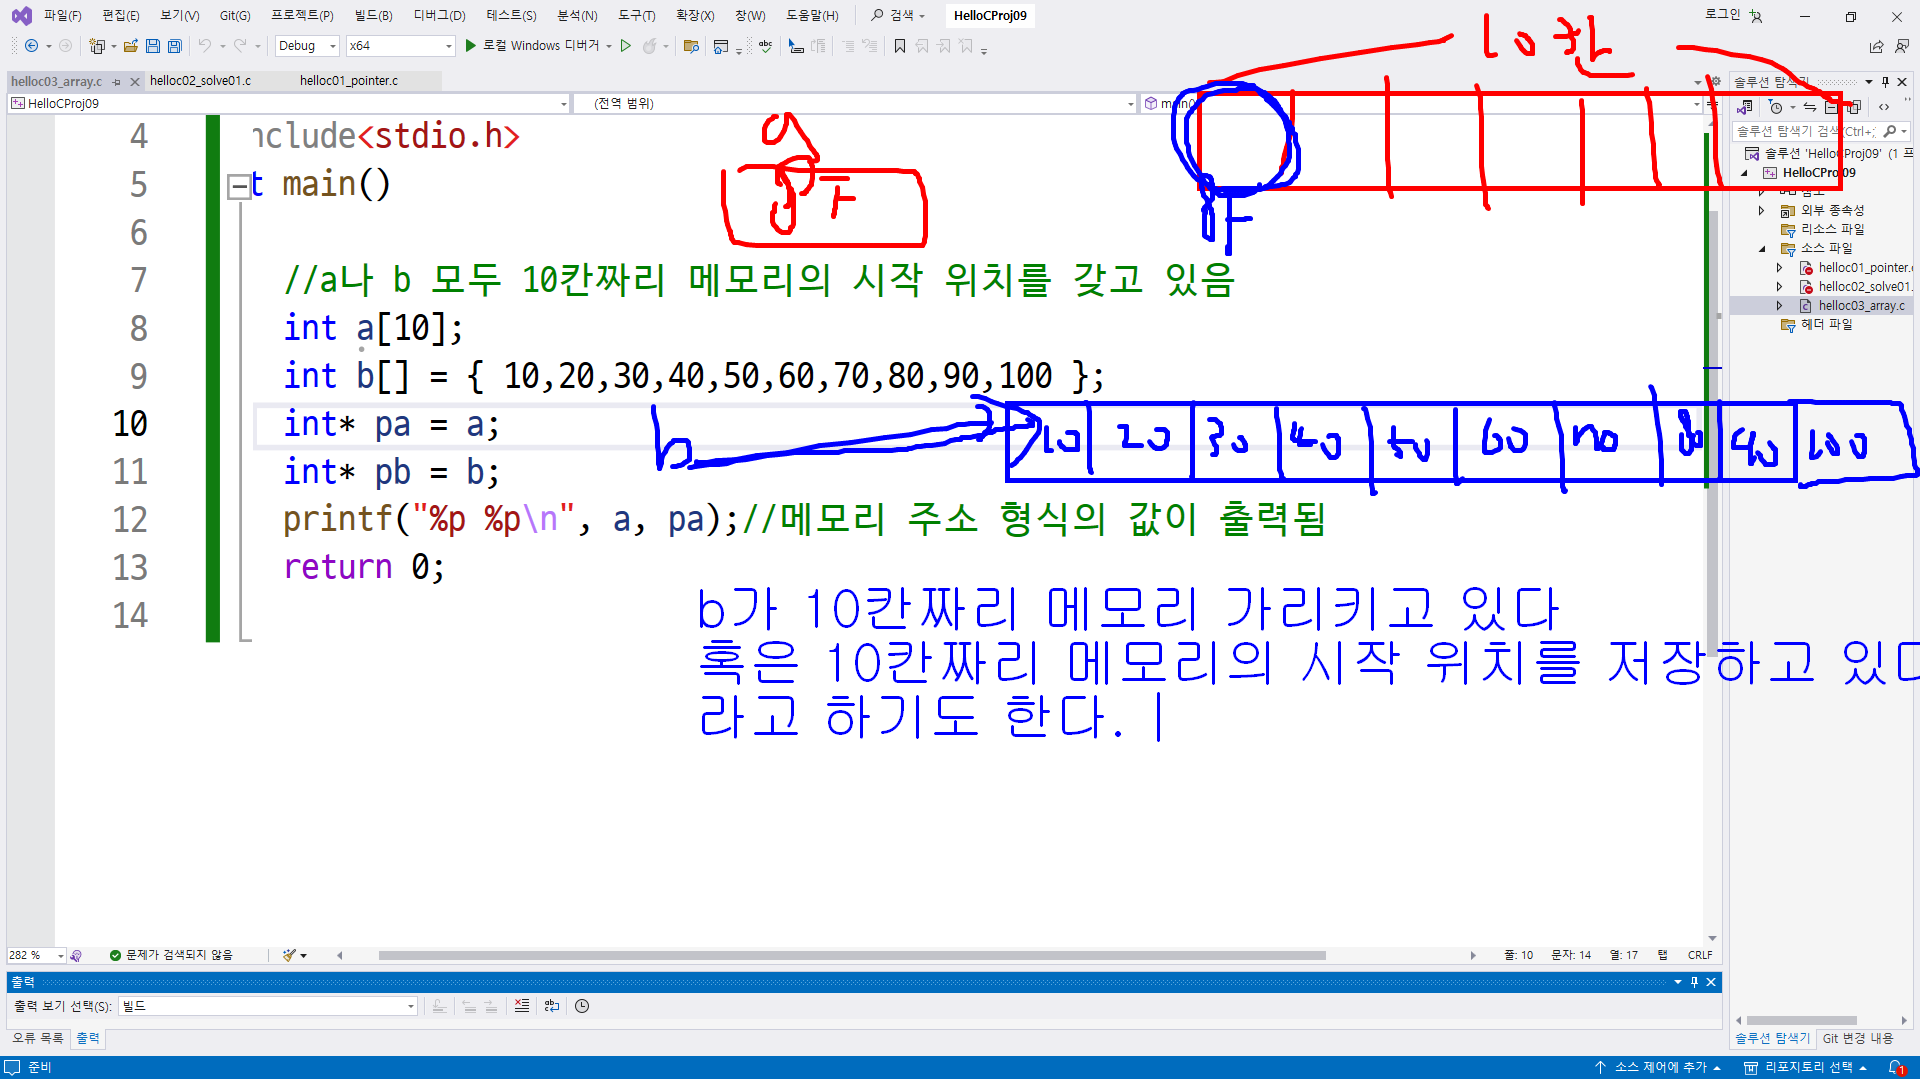 파일(F) 편집(E) 보기(V) Git(G) 프로젝트(P) 빌드(B) 디버그(D) 테스트(S) 분석(N) 도구(T) 확장(X) 창(W) 도움말(H) 검색 HelloCProj09 로그인
Debug x64 로컬 Windows 디버거
10칸
helloc03_array.c helloc02_solve01.c helloc01_pointer.c
HelloCProj09 (전역 범위)
솔루션 탐색기 검색(Ctrl+;)
솔루션 'HelloCProj09' (1 프
HelloCProj09
참조
외부 종속성
리소스 파일
소스 파일
helloc01_pointer.c
helloc02_solve01.
helloc03_array.c
헤더 파일
a
4 nclude<stdio.h>
5 t main()
6
7 //a나 b 모두 10칸짜리 메모리의 시작 위치를 갖고 있음
8 int a[10];
9 int b[] = { 10,20,30,40,50,60,70,80,90,100 };
10 int* pa = a;
11 int* pb = b;
12 printf("%p %p\n", a, pa);//메모리 주소 형식의 값이 출력됨
13 return 0;
14
b 10 20 30 40 50 60 70 80 90 100
b가 10칸짜리 메모리 가리키고 있다
혹은 10칸짜리 메모리의 시작 위치를 저장하고 있다
라고 하기도 한다.
282 % 문제가 검색되지 않음 줄: 10 문자: 14 열: 17 탭 CRLF
출력
출력 보기 선택(S): 빌드
오류 목록 출력
솔루션 탐색기 Git 변경 내용
준비 소스 제어에 추가 리포지토리 선택 1